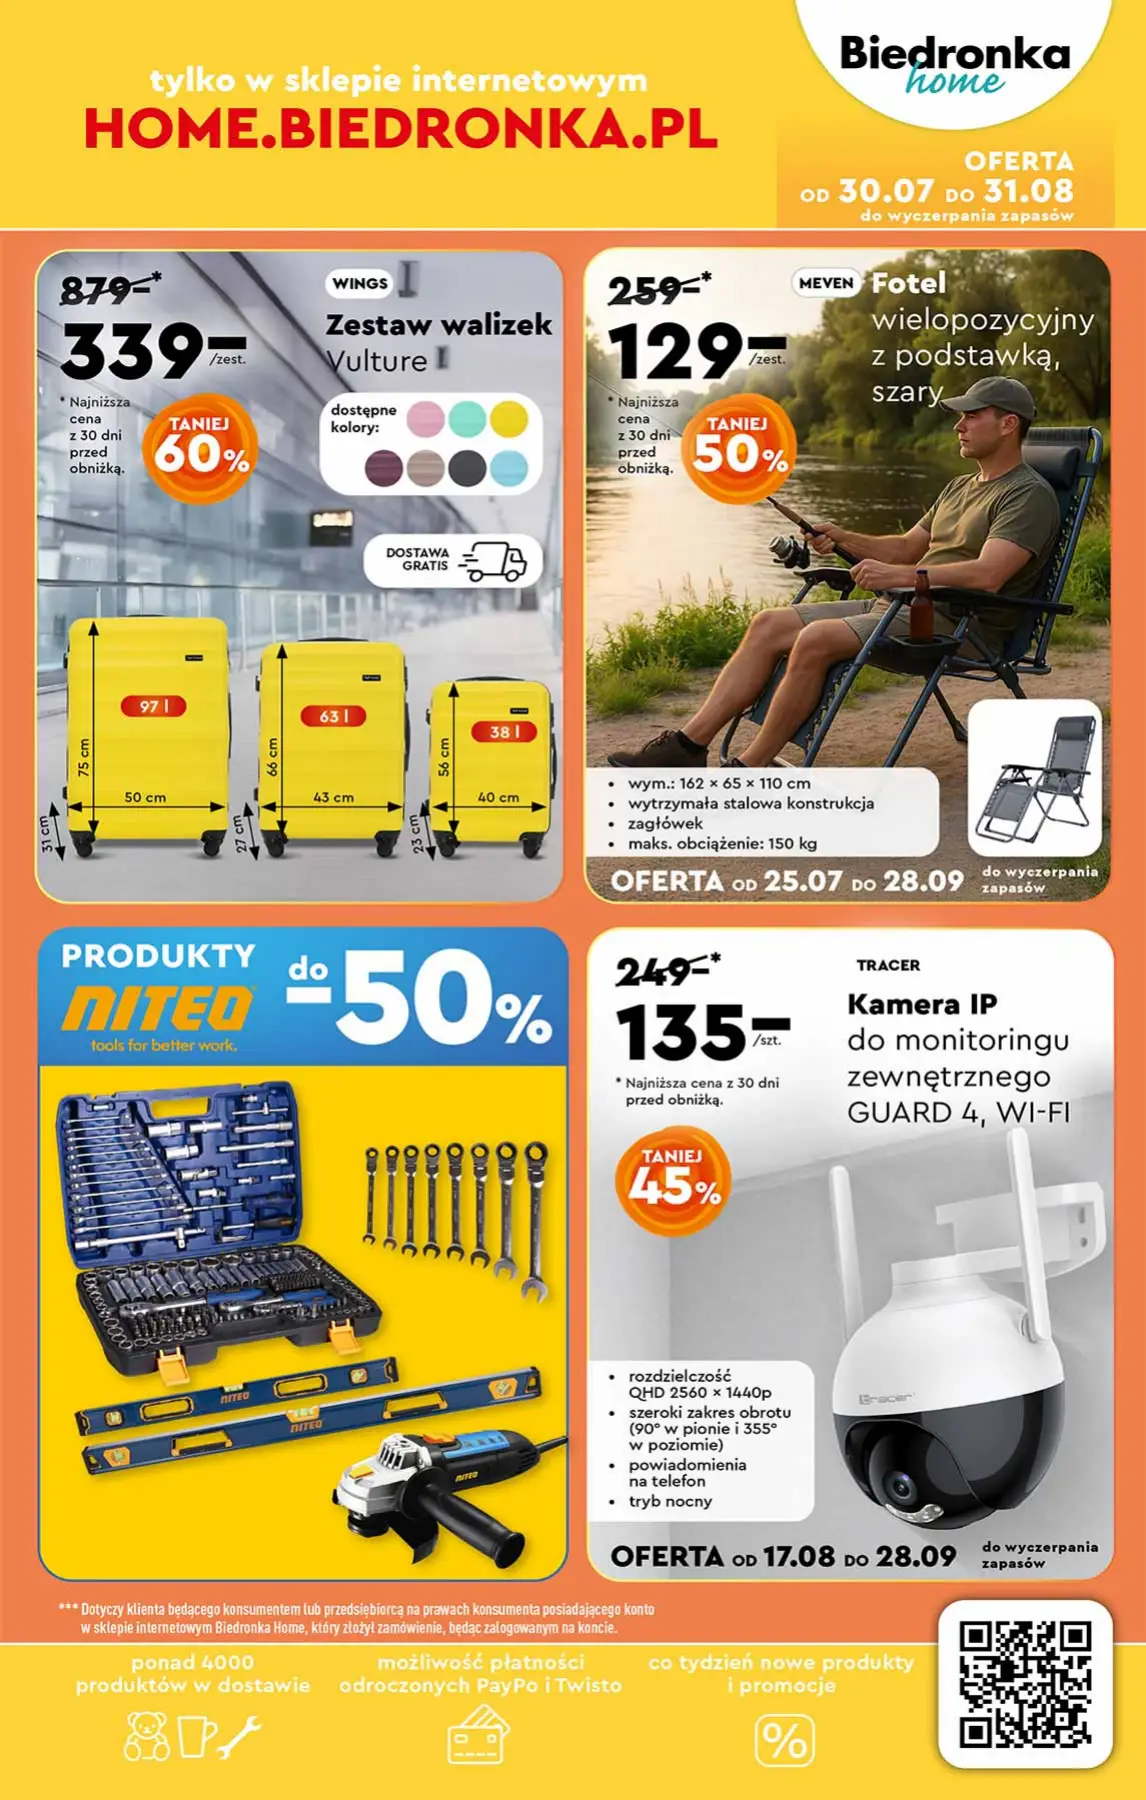 Biedronka
home
tylko w sklepie internetowym
HOME.BIEDRONKA.PL
OFERTA
OD 30.07 DO 31.08
do wyczerpania zapasów
879-*
339-
/zest.
* Najniższa
cena
z 30 dni
przed
obniżką.
TANIEJ
60%
WINGS
Zestaw walizek
Vulture
dostępne
kolory:
DOSTAWA
GRATIS
97 l
75 cm
50 cm
31 cm
63 l
66 cm
43 cm
27 cm
38 l
56 cm
40 cm
23 cm
259-*
129-
/zest.
* Najniższa
cena
z 30 dni
przed
obniżką.
TANIEJ
50%
MEVEN
Fotel
wielopozycyjny
z podstawką,
szary
• wym.: 162 × 65 × 110 cm
• wytrzymała stalowa konstrukcja
• zagłówek
• maks. obciążenie: 150 kg
OFERTA OD 25.07 DO 28.09
do wyczerpania
zapasów
PRODUKTY
NITEO
tools for better work.
do
-50%
NITEO
NITEO
249-*
135-
/szt.
* Najniższa cena z 30 dni
przed obniżką.
TANIEJ
45%
TRACER
Kamera IP
do monitoringu
zewnętrznego
GUARD 4, WI-FI
Tracer
• rozdzielczość
QHD 2560 × 1440p
• szeroki zakres obrotu
(90° w pionie i 355°
w poziomie)
• powiadomienia
na telefon
• tryb nocny
OFERTA OD 17.08 DO 28.09
do wyczerpania
zapasów
*** Dotyczy klienta będącego konsumentem lub przedsiębiorcą na prawach konsumenta posiadającego konto
w sklepie internetowym Biedronka Home, który złożył zamówienie, będąc zalogowanym na koncie.
ponad 4000
produktów w dostawie
możliwość płatności
odroczonych PayPo i Twisto
co tydzień nowe produkty
i promocje